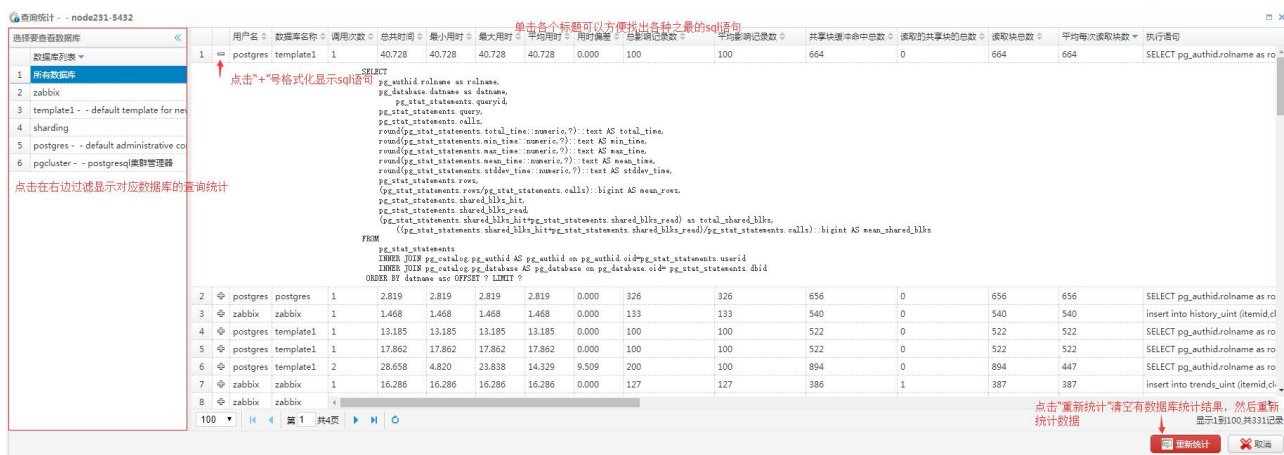 查询统计 - - node231-5432
选择要查看数据库
数据库列表
1 所有数据库
2 zabbix
3 template1 - - default template for nev
4 sharding
5 postgres - - default administrative co
6 pgcluster - - postgresql集群管理器
点击在右边过滤显示对应数据库的查询统计
单击各个标题可以方便找出各种之最的sql语句
用户名 数据库名称 调用次数 总共时间 最小用时 最大用时 平均用时 用时偏差 总影响记录数 平均影响记录数 共享块缓冲命中总数 读取的共享块的总数 读取块总数 平均每次读取块数 执行语句
1 postgres template1 1 40.728 40.728 40.728 40.728 0.000 100 100 664 0 664 664 SELECT pg_authid.rolname as ro
点击“+”号格式化显示sql语句
SELECT
pg_authid.rolname as rolname,
pg_database.datname as datname,
pg_stat_statements.queryid,
pg_stat_statements.query,
pg_stat_statements.calls,
round(pg_stat_statements.total_time::numeric,?)::text AS total_time,
round(pg_stat_statements.min_time::numeric,?)::text AS min_time,
round(pg_stat_statements.max_time::numeric,?)::text AS max_time,
round(pg_stat_statements.mean_time::numeric,?)::text AS mean_time,
round(pg_stat_statements.stddev_time::numeric,?)::text AS stddev_time,
pg_stat_statements.rows,
(pg_stat_statements.rows/pg_stat_statements.calls)::bigint AS mean_rows,
pg_stat_statements.shared_blks_hit,
pg_stat_statements.shared_blks_read,
(pg_stat_statements.shared_blks_hit+pg_stat_statements.shared_blks_read) as total_shared_blks,
((pg_stat_statements.shared_blks_hit+pg_stat_statements.shared_blks_read)/pg_stat_statements.calls)::bigint AS mean_shared_blks
FROM
pg_stat_statements
INNER JOIN pg_catalog.pg_authid AS pg_authid on pg_authid.oid=pg_stat_statements.userid
INNER JOIN pg_catalog.pg_database AS pg_database on pg_database.oid= pg_stat_statements.dbid
ORDER BY datname asc OFFSET ? LIMIT ?
2 postgres postgres 1 2.819 2.819 2.819 2.819 0.000 326 326 656 0 656 656 SELECT pg_authid.rolname as ro
3 zabbix zabbix 1 1.468 1.468 1.468 1.468 0.000 133 133 540 0 540 540 insert into history_uint (itemid,cl
4 postgres template1 1 13.185 13.185 13.185 13.185 0.000 100 100 522 0 522 522 SELECT pg_authid.rolname as ro
5 postgres template1 1 17.862 17.862 17.862 17.862 0.000 100 100 522 0 522 522 SELECT pg_authid.rolname as ro
6 postgres template1 2 28.658 4.820 23.838 14.329 9.509 200 100 894 0 894 447 SELECT pg_authid.rolname as ro
7 zabbix zabbix 1 16.286 16.286 16.286 16.286 0.000 127 127 386 1 387 387 insert into trends_uint (itemid,cl
8 zabbix zabbix
点击“重新统计”清空有数据库统计结果，然后重新
统计数据
100 第 1 共4页
显示1到100,共331记录
重新统计 取消